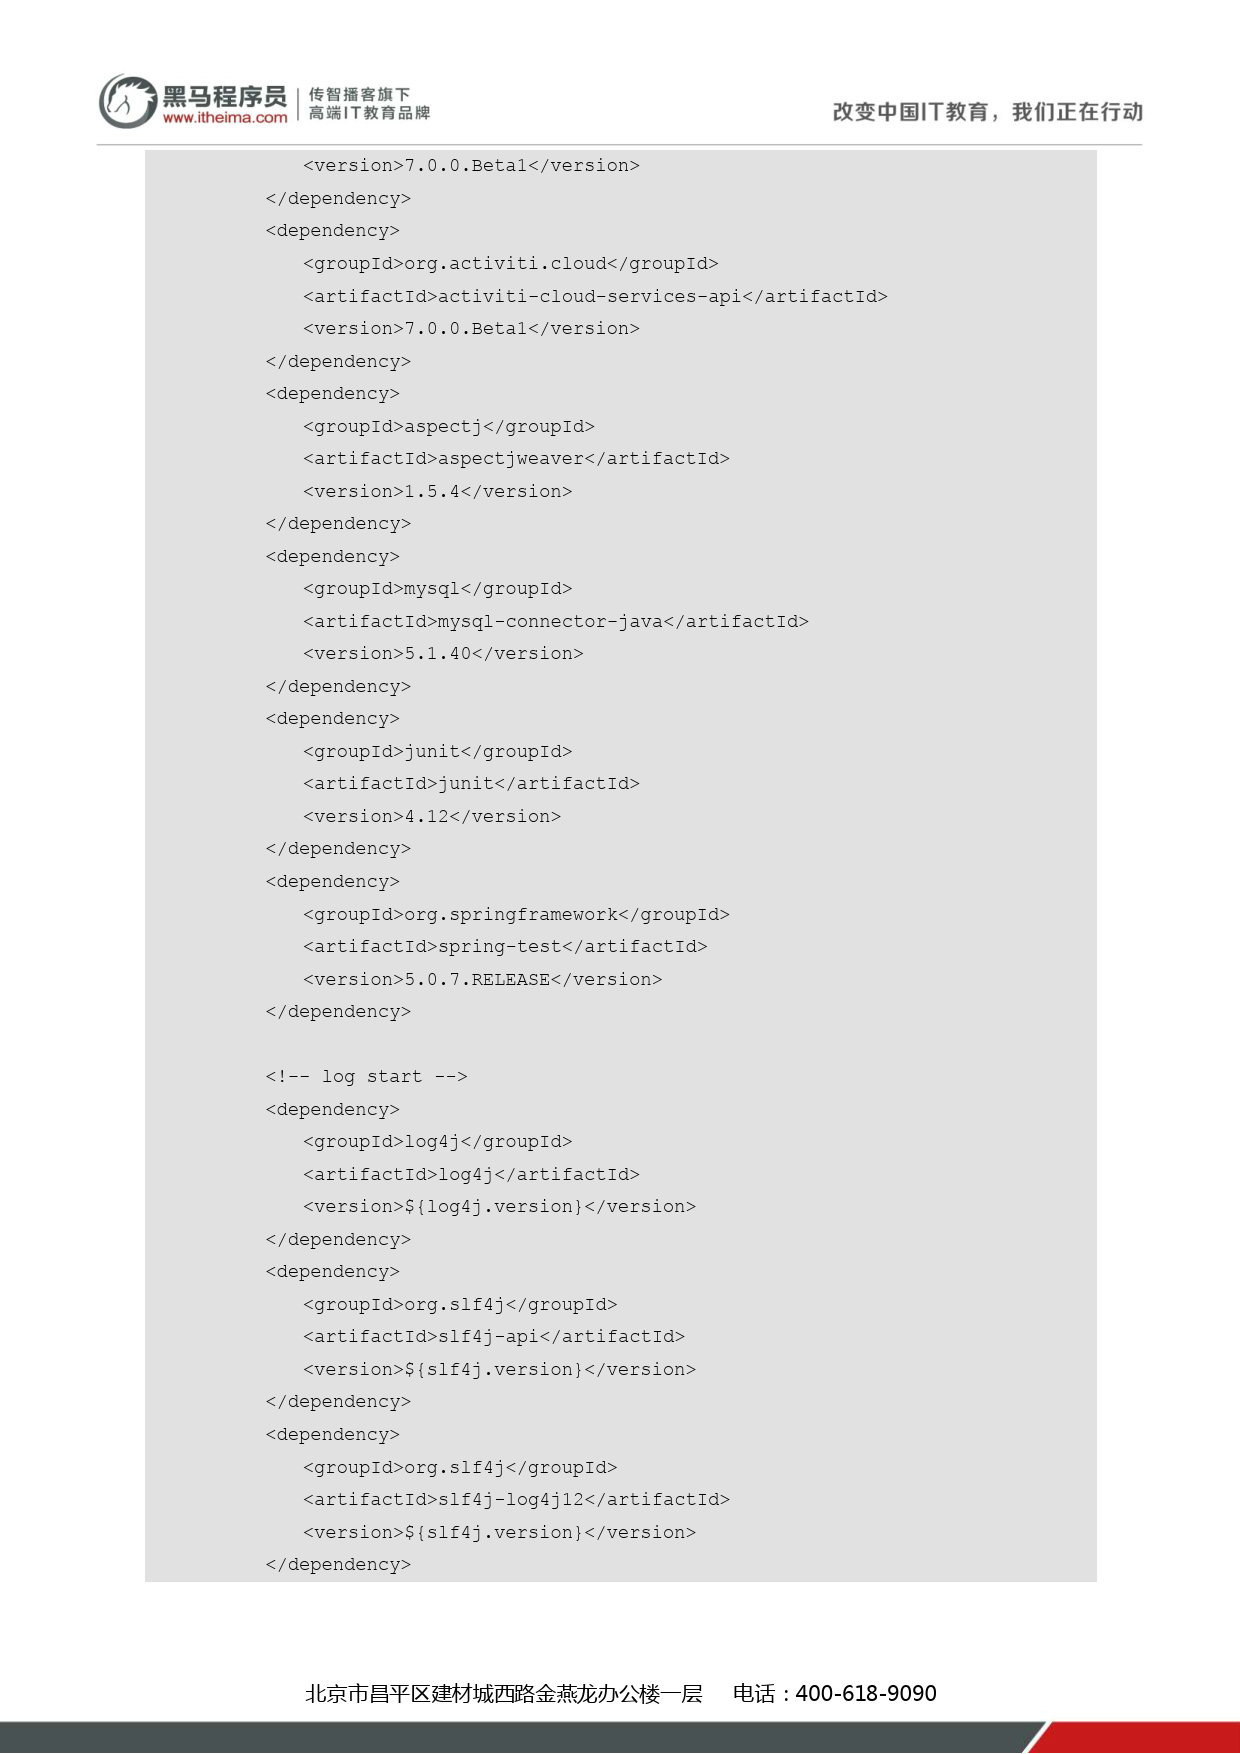 黑马程序员
www.itheima.com
传智播客旗下
高端IT教育品牌
改变中国IT教育，我们正在行动
<version>7.0.0.Beta1</version>
</dependency>
<dependency>
<groupId>org.activiti.cloud</groupId>
<artifactId>activiti-cloud-services-api</artifactId>
<version>7.0.0.Beta1</version>
</dependency>
<dependency>
<groupId>aspectj</groupId>
<artifactId>aspectjweaver</artifactId>
<version>1.5.4</version>
</dependency>
<dependency>
<groupId>mysql</groupId>
<artifactId>mysql-connector-java</artifactId>
<version>5.1.40</version>
</dependency>
<dependency>
<groupId>junit</groupId>
<artifactId>junit</artifactId>
<version>4.12</version>
</dependency>
<dependency>
<groupId>org.springframework</groupId>
<artifactId>spring-test</artifactId>
<version>5.0.7.RELEASE</version>
</dependency>
<!-- log start -->
<dependency>
<groupId>log4j</groupId>
<artifactId>log4j</artifactId>
<version>${log4j.version}</version>
</dependency>
<dependency>
<groupId>org.slf4j</groupId>
<artifactId>slf4j-api</artifactId>
<version>${slf4j.version}</version>
</dependency>
<dependency>
<groupId>org.slf4j</groupId>
<artifactId>slf4j-log4j12</artifactId>
<version>${slf4j.version}</version>
</dependency>
北京市昌平区建材城西路金燕龙办公楼一层 电话：400-618-9090